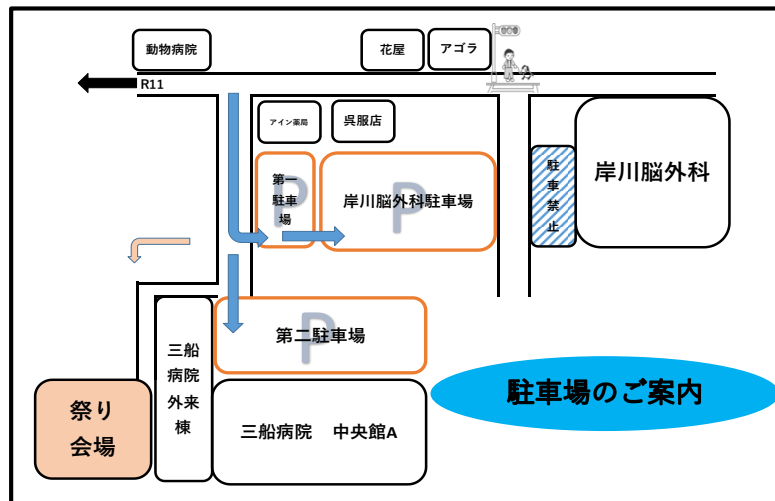 動物病院
花屋
アゴラ
R11
アイン薬局
呉服店
第一
駐車
場
P
岸川脳外科駐車場
P
駐車禁止
岸川脳外科
第二駐車場
P
三船
病院
外来
棟
駐車場のご案内
祭り
会場
三船病院　中央館A